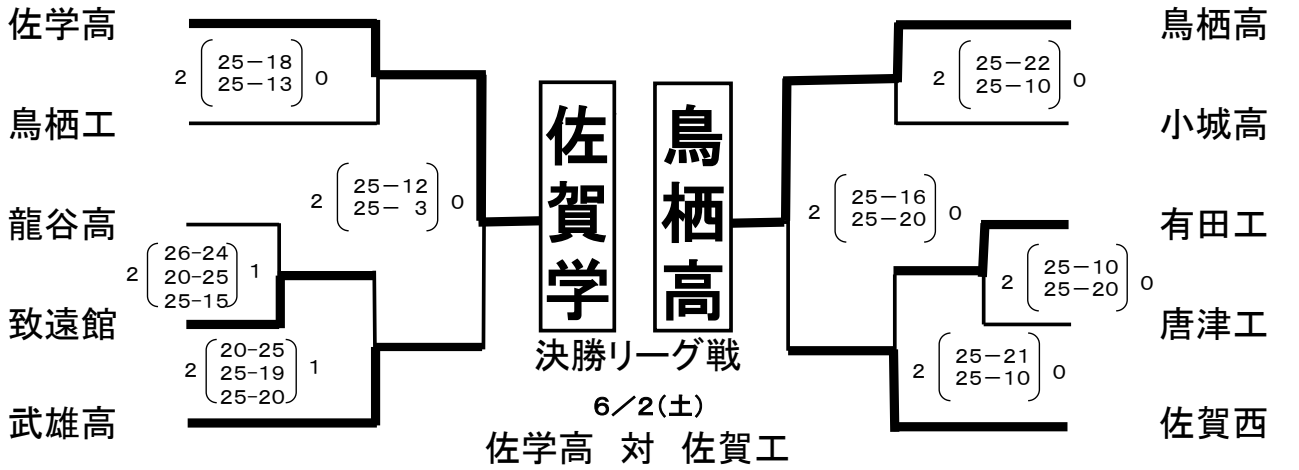 佐学高
2 25－18 0
25－13
鳥栖工
2 25－12 0
25－ 3
龍谷高
2 26-24 1
20-25
25-15
致遠館
2 20-25 1
25-19
25-20
武雄高
佐賀学
鳥栖高
決勝リーグ戦
6／2(土)
佐学高 対 佐賀工
鳥栖高
2 25－22 0
25－10
小城高
2 25－16 0
25－20
有田工
2 25－10 0
25－20
唐津工
2 25－21 0
25－10
佐賀西